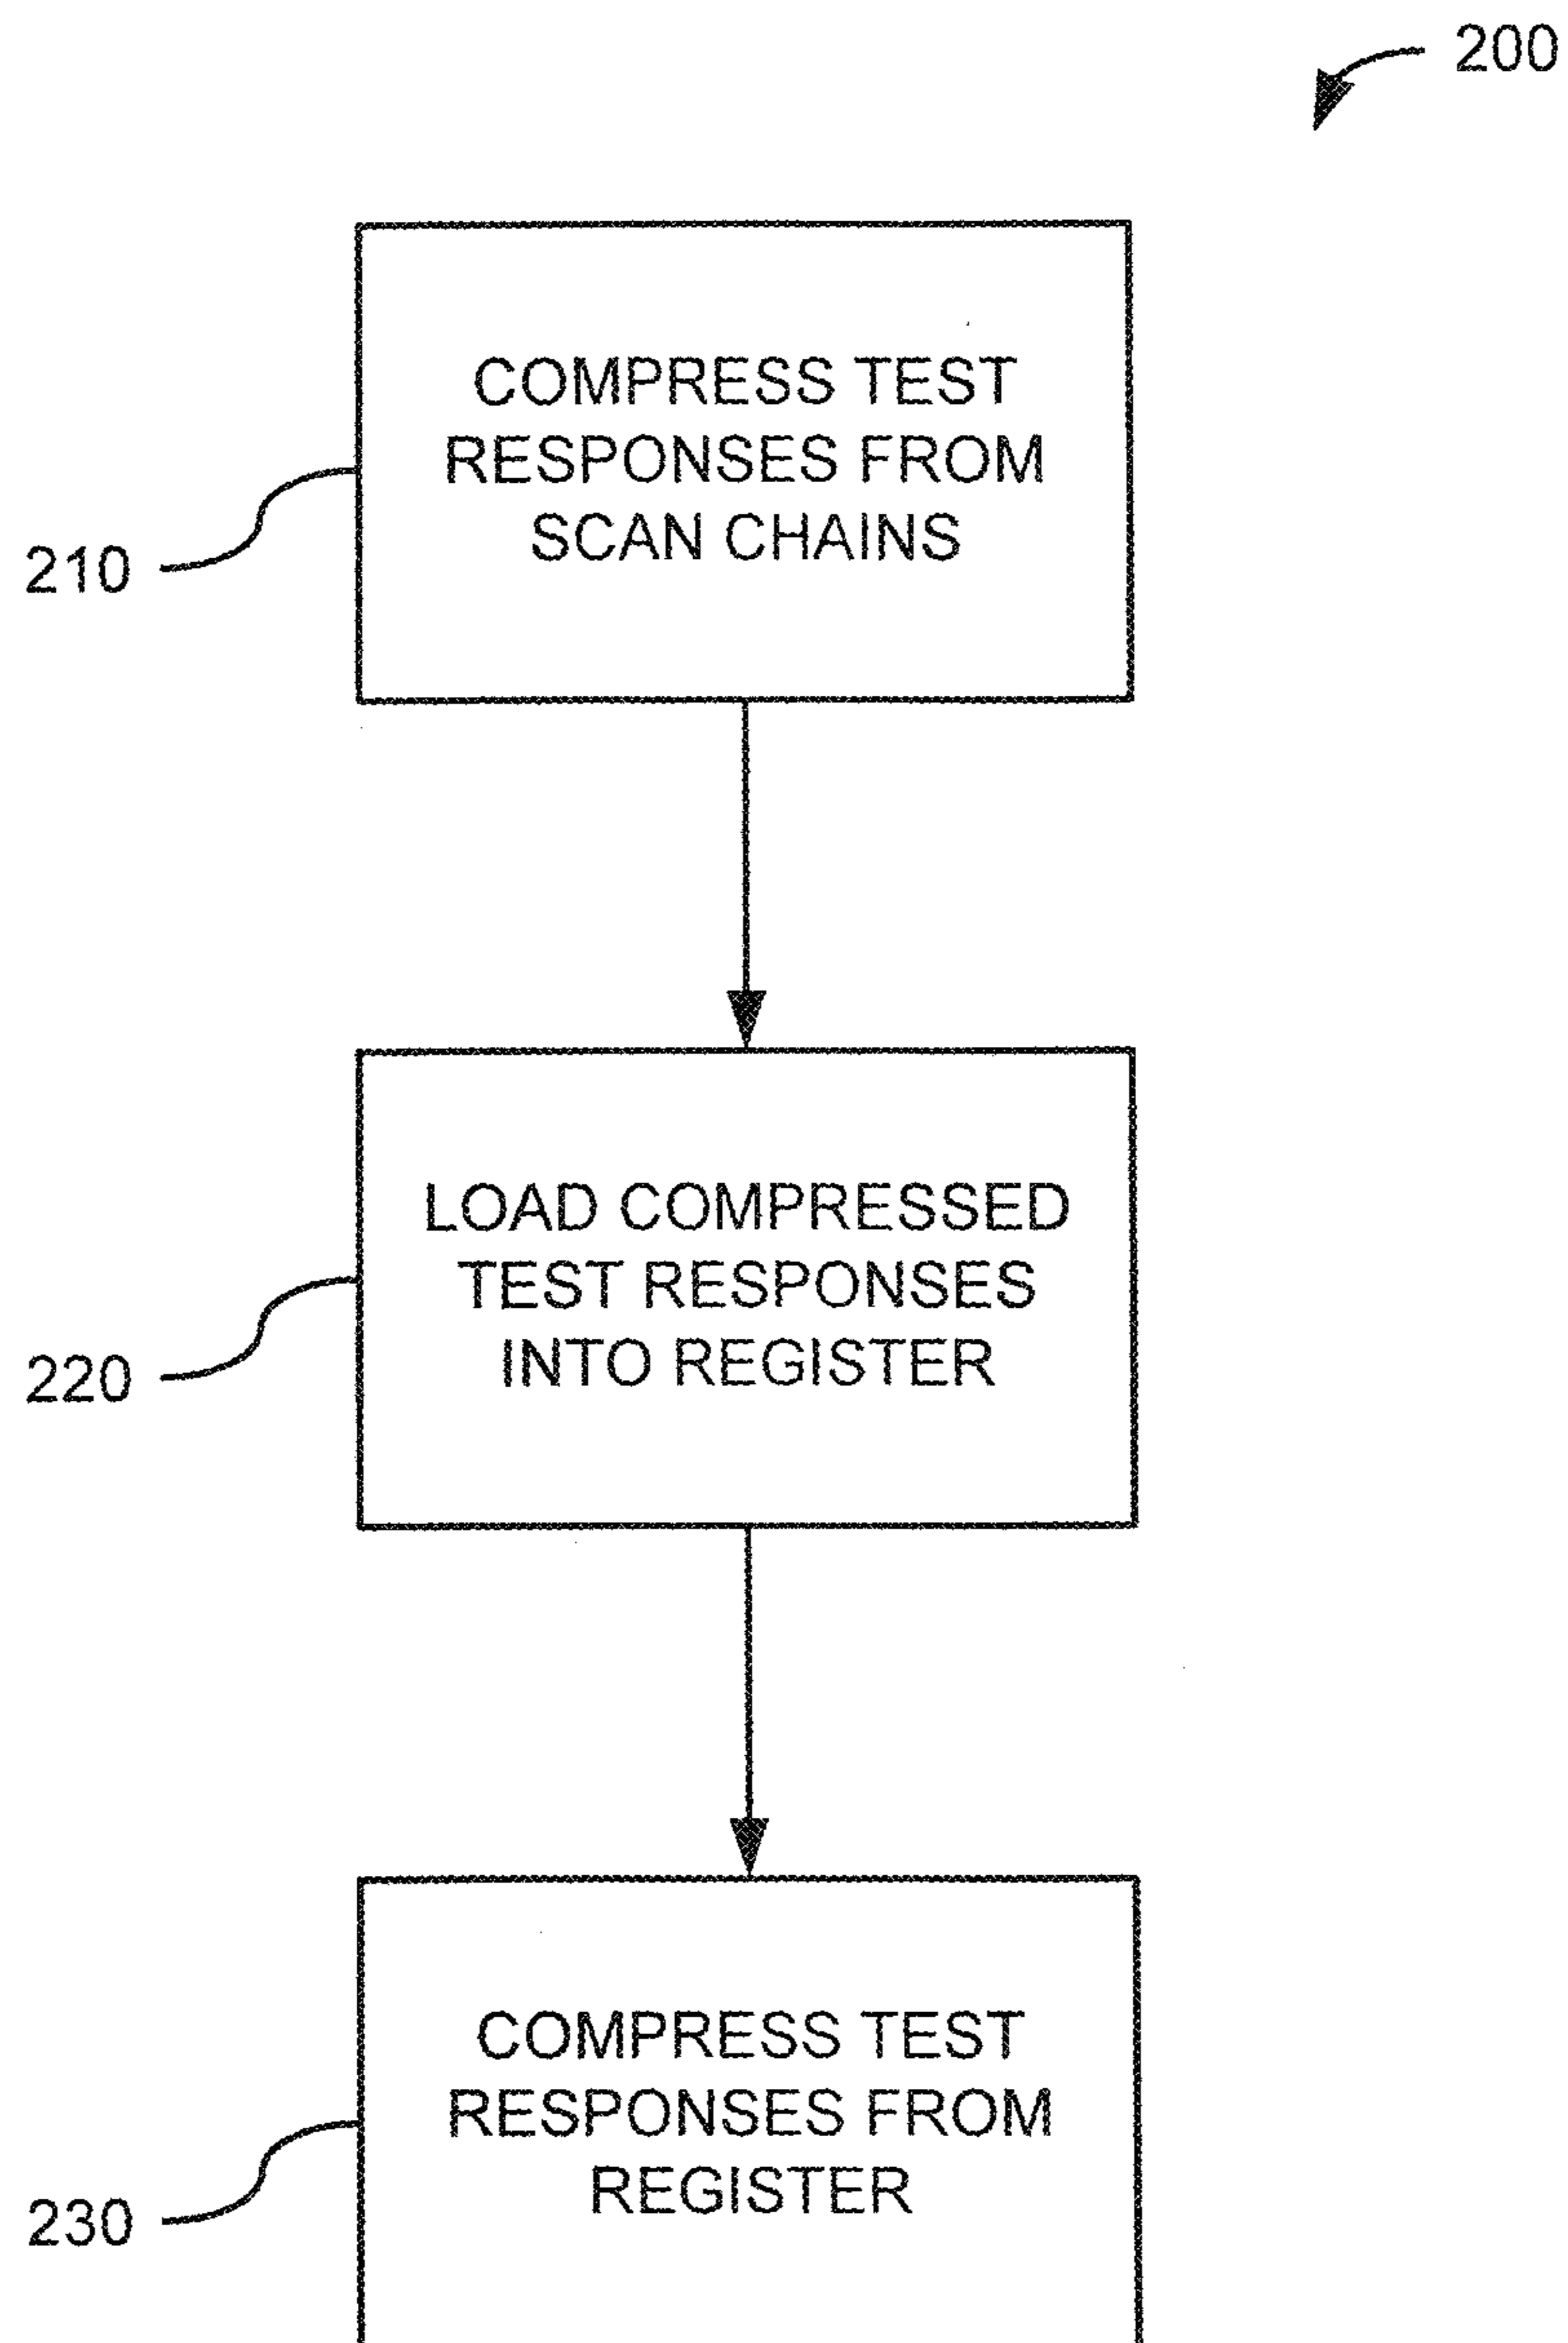 200
COMPRESS TEST
RESPONSES FROM
SCAN CHAINS
210
LOAD COMPRESSED
TEST RESPONSES
INTO REGISTER
220
COMPRESS TEST
RESPONSES FROM
REGISTER
230